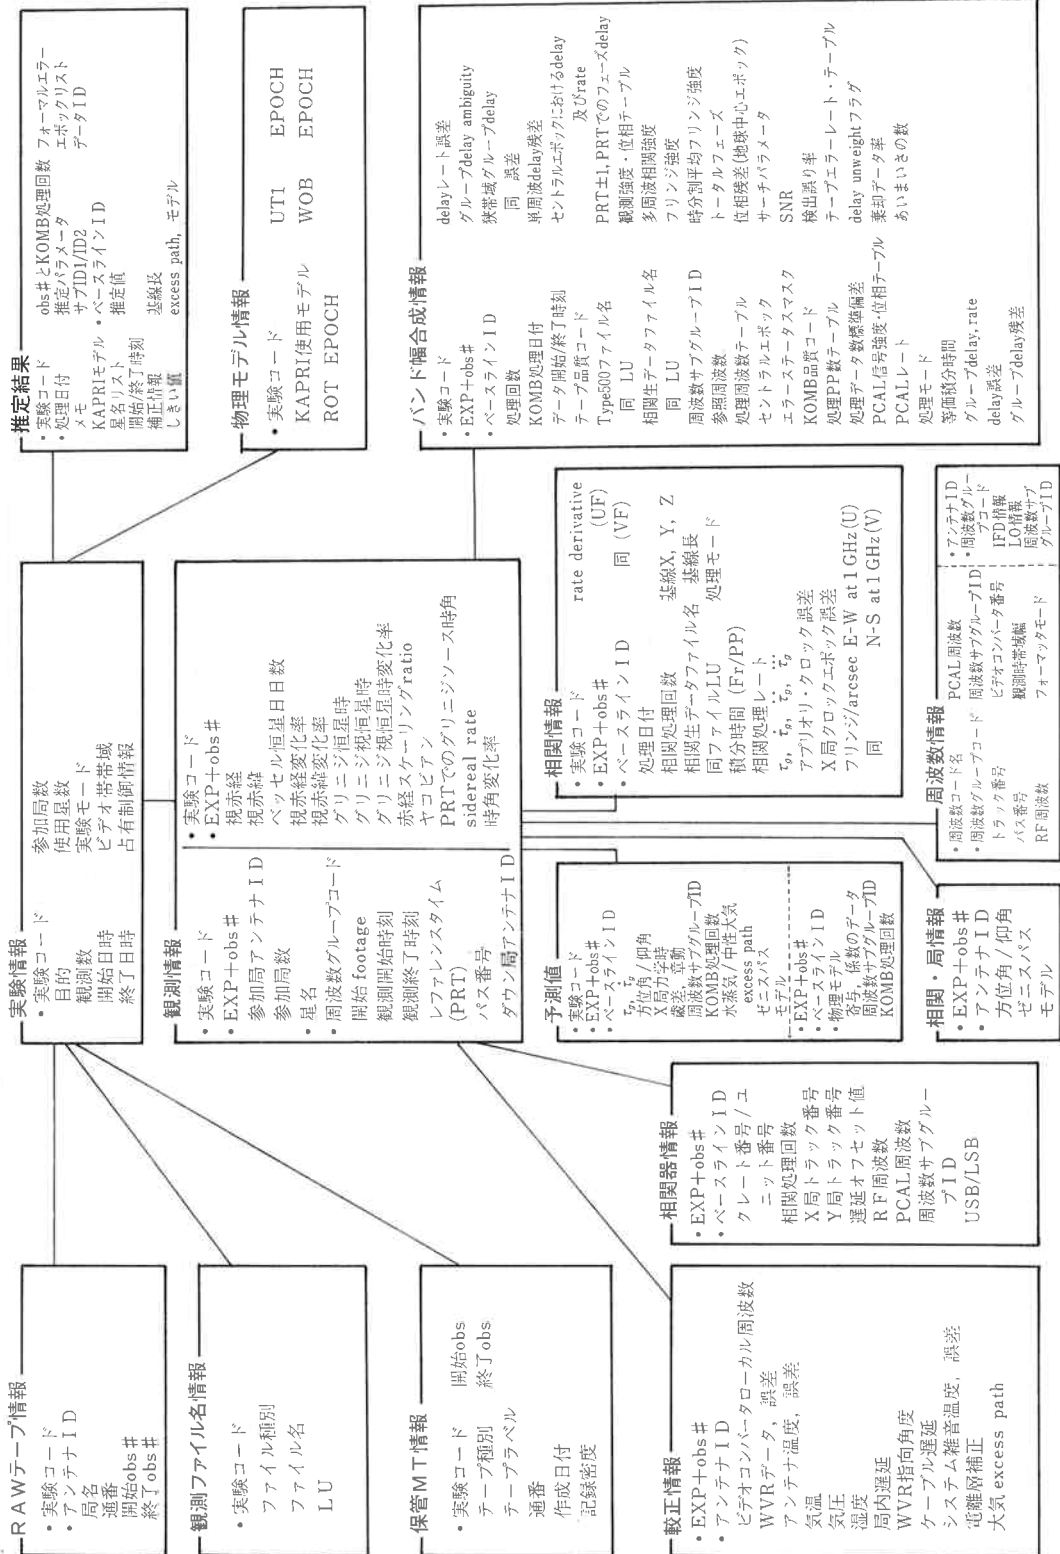 RAWテープ情報
・実験コード
・アンテナID
局名
通番
開始obs♯
終了obs♯
観測ファイル名情報
・実験コード
ファイル種別
ファイル名
LU
保管MT情報
・実験コード
テープ種別
テープラベル
通番
作成日付
記録密度
開始obs
終了obs
較正情報
・EXP+obs♯
・アンテナID
ビデオコンバータローカル周波数
WVRデータ, 誤差
アンテナ温度, 誤差
気温
気圧
湿度
局内遅延
WVR指向角度
ケーブル遅延
システム雑音温度, 誤差
電離層補正
大気 excess path
実験情報
・実験コード
目的
観測数
開始日時
終了日時
参加局数
使用星数
実験モード
ビデオ帯域
占有制御情報
観測情報
・実験コード
・EXP+obs♯
参加局アンテナID
参加局数
・星名
・周波数グループコード
開始 footage
観測開始時刻
観測終了時刻
レファレンスタイム
(PRT)
パス番号
ダウン局アンテナID
・実験コード
・EXP+obs♯
視赤経
視赤緯
ベッセル恒星日日数
視赤経変化率
視赤緯変化率
グリニジ恒星時
グリニジ視恒星時
グリニジ視恒星時変化率
赤経スケーリングratio
ヤコビアン
PRTでのグリニジソース時角
sidereal rate
時角変化率
相関器情報
・EXP+obs♯
・ベースラインID
クレート番号/ユ
ニット番号
相関処理回数
X局トラック番号
Y局トラック番号
遅延オフセット値
RF周波数
PCAL周波数
周波数サブグルー
プID
USB/LSB
予測値
・実験コード
・EXP+obs♯
・ベースラインID
τg, τ̇g
方位角/仰角
X局力学時
歳差, 章動
周波数サブグループID
KOMB処理回数
水蒸気/中性大気
excess path
ゼニスパス
モデル
・EXP+obs♯
・ベースラインID
・物理モデル
寄与, 係数のデータ
周波数サブグループID
KOMB処理回数
相関・局情報
・EXP+obs♯
・アンテナID
方位角/仰角
ゼニスパス
モデル
相関情報
・実験コード
・EXP+obs♯
・ベースラインID
処理日付
相関処理回数
相関生データファイル名
同ファイルLU
積分時間 (Fr/PP)
相関処理レート
τg, τ̇g, τ̈g, τ⃛g
アプリオリ・クロック誤差
X局クロックエポック誤差
フリンジ/arcsec E-W at 1GHz(U)
同 N-S at 1GHz(V)
rate derivative
(UF)
同 (VF)
基線X, Y, Z
基線長
処理モード
周波数情報
・周波数コード名
・周波数グループコード
トラック番号
パス番号
RF周波数
PCAL周波数
周波数サブグループID
ビデオコンバータ番号
観測時帯域幅
フォーマッタモード
・アンテナID
・周波数グルー
プコード
IFD情報
LO情報
周波数サブ
グループID
推定結果
・実験コード
・処理日付
メモ
KAPRIモデル
星名リスト
開始/終了時刻
補正情報
しきい値
obs♯とKOMB処理回数
推定パラメータ
サブID1/ID2
・ベースラインID
推定値
基線長
excess path, モデル
フォーマルエラー
エポックリスト
データID
物理モデル情報
・実験コード
KAPRI使用モデル
ROT EPOCH
UT1 EPOCH
WOB EPOCH
バンド幅合成情報
・実験コード
・EXP+obs♯
・ベースラインID
処理回数
KOMB処理日付
データ開始/終了時刻
テープ品質コード
Type500ファイル名
同 LU
相関生データファイル名
同 LU
周波数サブグループID
参照周波数
処理周波数テーブル
セントラルエポック
エラーステータスマスク
KOMB品質コード
処理PP数テーブル
処理データ数標準偏差
PCAL信号強度・位相テーブル
PCALレート
処理モード
等価積分時間
グループdelay, rate
delay誤差
グループdelay残差
delayレート誤差
グループdelay ambiguity
狭帯域グループdelay
同 誤差
単周波delay残差
セントラルエポックにおけるdelay
及びrate
PRT±1, PRTでのフェーズdelay
観測強度・位相テーブル
多周波相関強度
フリンジ強度
時分割平均フリンジ強度
トータルフェーズ
位相残差(地球中心エポック)
サーチパラメータ
SNR
検出誤り率
テープエラーレート・テーブル
delay unweightフラグ
棄却データ率
あいまいさの数